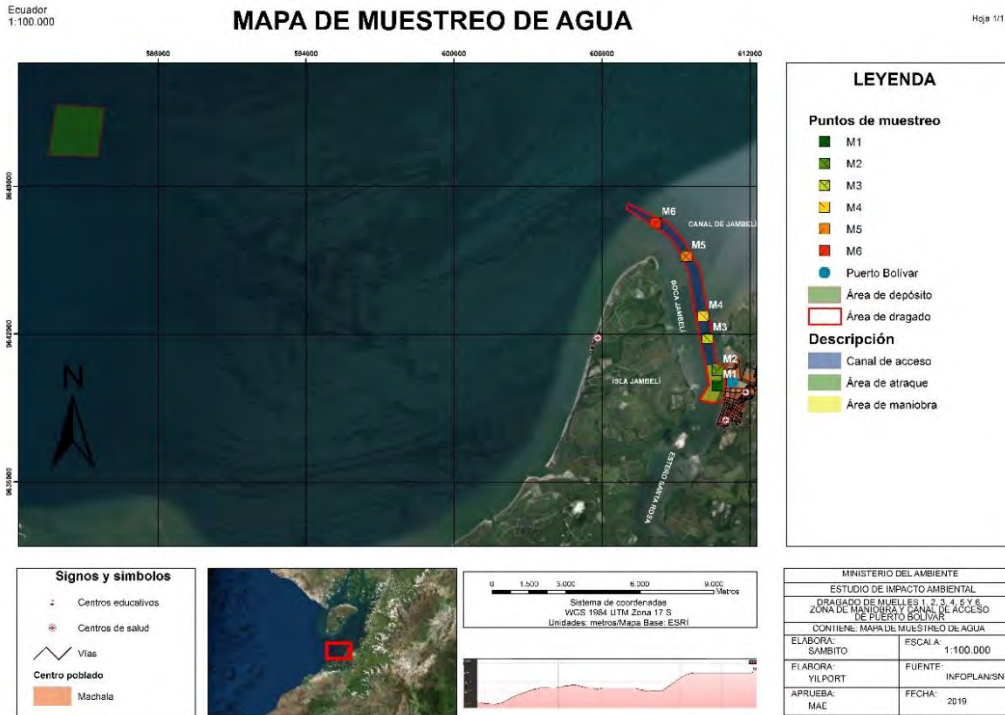 Ecuador
1:100.000
MAPA DE MUESTREO DE AGUA
Hoja 1/1
594000
600000
612000
LEYENDA
Puntos de muestreo
M1
M2
M3
M4
M5
M6
Puerto Bolívar
Área de depósito
Área de dragado
Descripción
Canal de acceso
Área de atraque
Área de maniobra
M6
CANAL DE JAMBELÍ
M5
BOCA JAMBELÍ
M4
M3
M2
M1
ISLA JAMBELÍ
ESTERO SANTA ROSA
N
Signos y simbolos
Centros educativos
Centros de salud
Vías
Centro poblado
Machala
0 1.500 3.000 6.000 9.000
Metros
Sistema de coordenadas
WGS 1984 UTM Zona 17 S
Unidades: metros/Mapa Base: ESRI
MINISTERIO DEL AMBIENTE
ESTUDIO DE IMPACTO AMBIENTAL
DRAGADO DE MUELLES 1, 2, 3, 4, 5 Y 6,
ZONA DE MANIOBRA Y CANAL DE ACCESO
DE PUERTO BOLÍVAR
CONTIENE: MAPA DE MUESTREO DE AGUA
ELABORA: SAMBITO
ESCALA: 1:100.000
ELABORA: YILPORT
FUENTE: INFOPLAN/SN
APRUEBA: MAE
FECHA: 2019